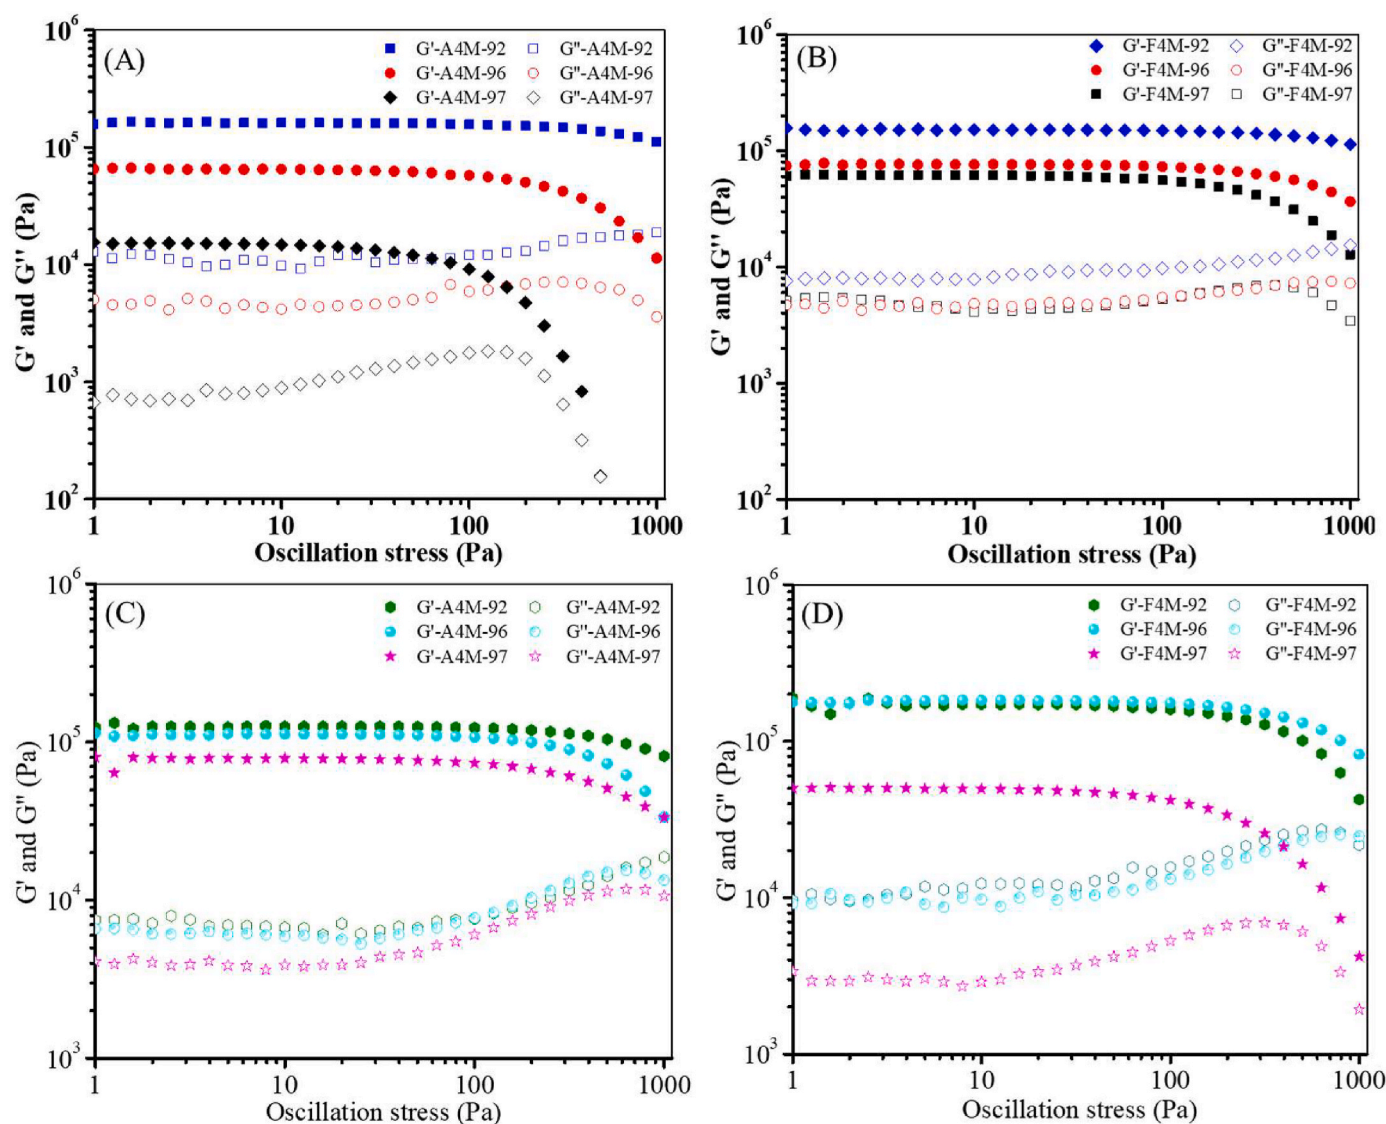 (A)
G'-A4M-92 G''-A4M-92
G'-A4M-96 G''-A4M-96
G'-A4M-97 G''-A4M-97
10^6
10^5
10^4
10^3
10^2
G' and G'' (Pa)
1 10 100 1000
Oscillation stress (Pa)
(B)
G'-F4M-92 G''-F4M-92
G'-F4M-96 G''-F4M-96
G'-F4M-97 G''-F4M-97
10^6
10^5
10^4
10^3
10^2
G' and G'' (Pa)
1 10 100 1000
Oscillation stress (Pa)
(C)
G'-A4M-92 G''-A4M-92
G'-A4M-96 G''-A4M-96
G'-A4M-97 G''-A4M-97
10^6
10^5
10^4
10^3
G' and G'' (Pa)
1 10 100 1000
Oscillation stress (Pa)
(D)
G'-F4M-92 G''-F4M-92
G'-F4M-96 G''-F4M-96
G'-F4M-97 G''-F4M-97
10^6
10^5
10^4
10^3
G' and G'' (Pa)
1 10 100 1000
Oscillation stress (Pa)